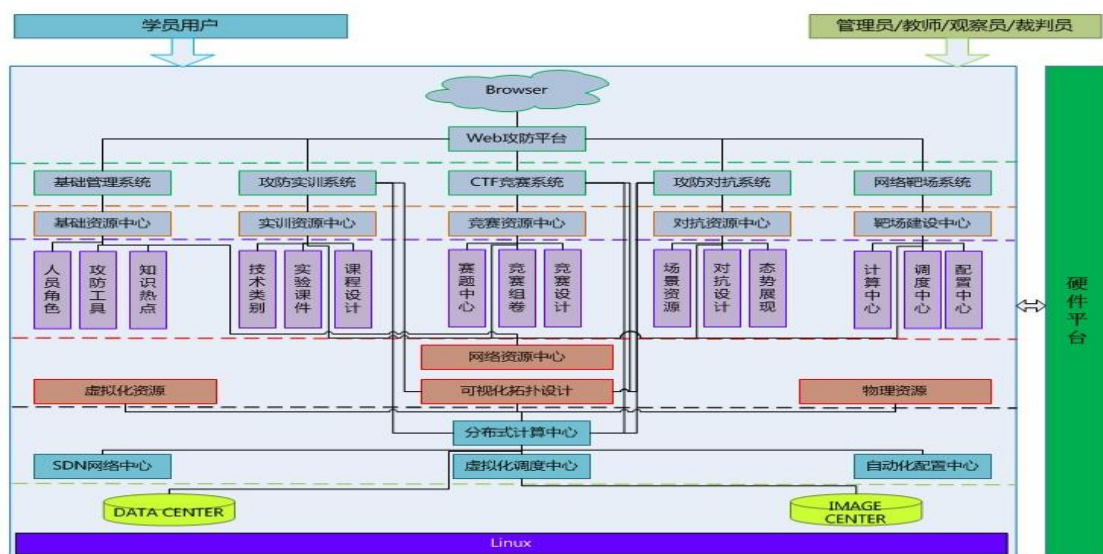 学员用户
管理员/教师/观察员/裁判员
Browser
Web攻防平台
基础管理系统
攻防实训系统
CTF竞赛系统
攻防对抗系统
网络靶场系统
基础资源中心
实训资源中心
竞赛资源中心
对抗资源中心
靶场建设中心
人员角色
攻防工具
知识热点
技术类别
实验课件
课程设计
赛题中心
竞赛组卷
竞赛设计
场景资源
对抗设计
态势展现
计算中心
调度中心
配置中心
硬件平台
网络资源中心
虚拟化资源
可视化拓扑设计
物理资源
分布式计算中心
SDN网络中心
虚拟化调度中心
自动化配置中心
DATA CENTER
IMAGE
CENTER
Linux